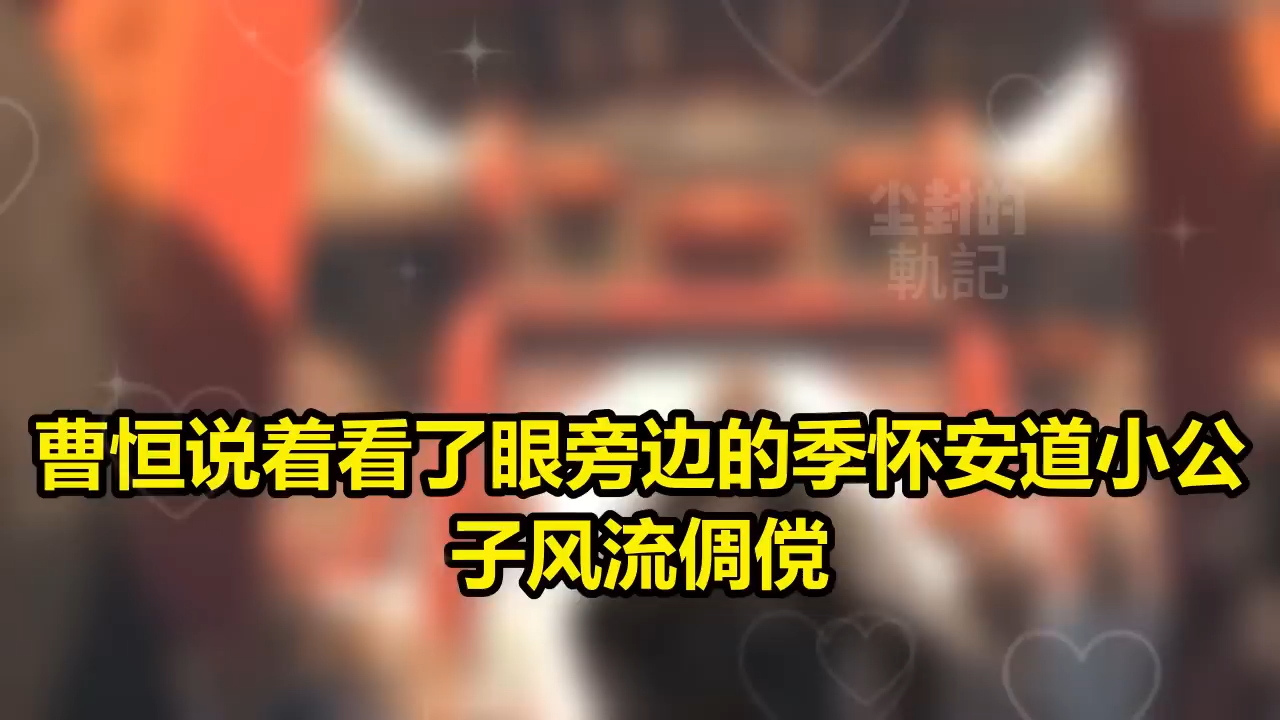 尘封的
軌記
曹恒说着看了眼旁边的季怀安道小公
子风流倜傥